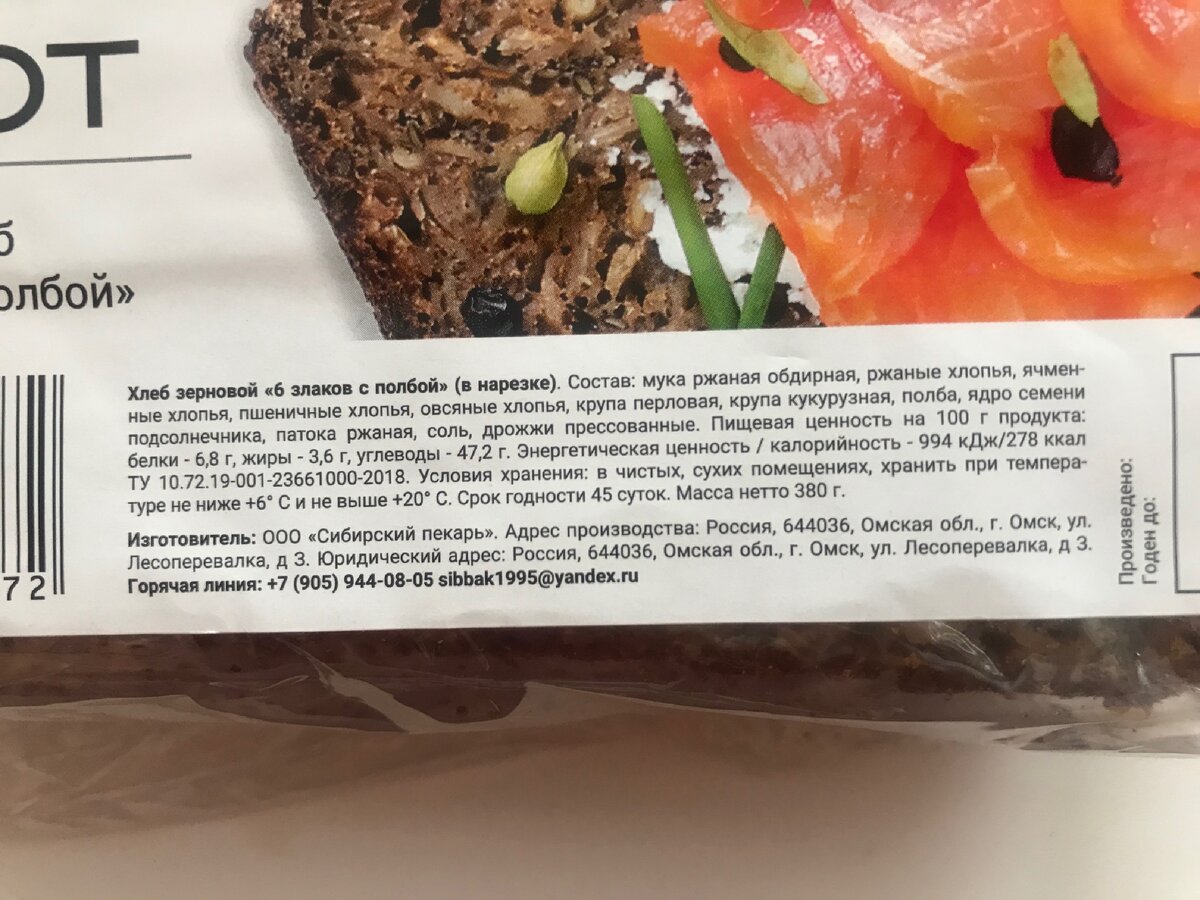 Хлеб зерновой «6 злаков с полбой» (в нарезке). Состав: мука ржаная обдирная, ржаные хлопья, ячмен-
ные хлопья, пшеничные хлопья, овсяные хлопья, крупа перловая, крупа кукурузная, полба, ядро семени
подсолнечника, патока ржаная, соль, дрожжи прессованные. Пищевая ценность на 100 г продукта:
белки - 6,8 г, жиры - 3,6 г, углеводы - 47,2 г. Энергетическая ценность / калорийность - 994 кДж/278 ккал
ТУ 10.72.19-001-23661000-2018. Условия хранения: в чистых, сухих помещениях, хранить при темпера-
туре не ниже +6° С и не выше +20° С. Срок годности 45 суток. Масса нетто 380 г.
Изготовитель: ООО «Сибирский пекарь». Адрес производства: Россия, 644036, Омская обл., г. Омск, ул.
Лесоперевалка, д 3. Юридический адрес: Россия, 644036, Омская обл., г. Омск, ул. Лесоперевалка, д 3.
Горячая линия: +7 (905) 944-08-05 sibbak1995@yandex.ru
Произведено:
Годен до:
72